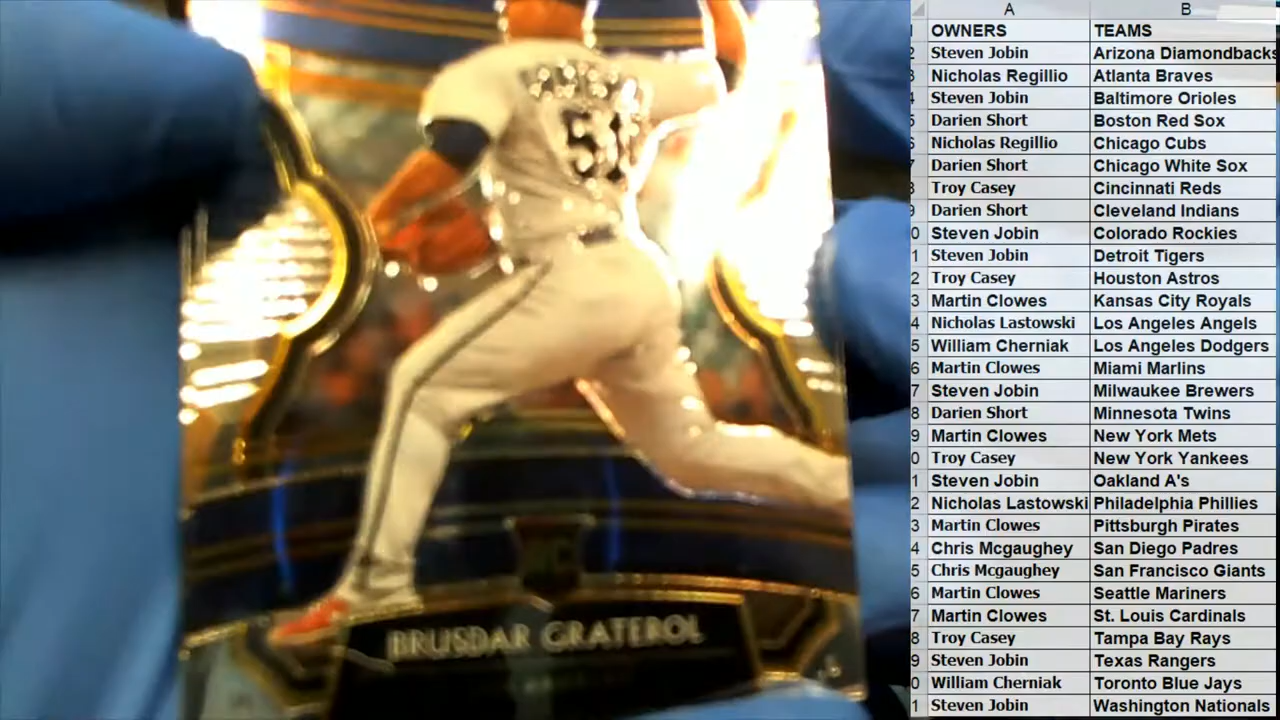 A B
OWNERS TEAMS
Steven Jobin Arizona Diamondbacks
Nicholas Regillio Atlanta Braves
Steven Jobin Baltimore Orioles
Darien Short Boston Red Sox
Nicholas Regillio Chicago Cubs
Darien Short Chicago White Sox
Troy Casey Cincinnati Reds
Darien Short Cleveland Indians
Steven Jobin Colorado Rockies
Steven Jobin Detroit Tigers
Troy Casey Houston Astros
Martin Clowes Kansas City Royals
Nicholas Lastowski Los Angeles Angels
William Cherniak Los Angeles Dodgers
Martin Clowes Miami Marlins
Steven Jobin Milwaukee Brewers
Darien Short Minnesota Twins
Martin Clowes New York Mets
Troy Casey New York Yankees
Steven Jobin Oakland A's
Nicholas Lastowski Philadelphia Phillies
Martin Clowes Pittsburgh Pirates
Chris Mcgaughey San Diego Padres
Chris Mcgaughey San Francisco Giants
Martin Clowes Seattle Mariners
Martin Clowes St. Louis Cardinals
Troy Casey Tampa Bay Rays
Steven Jobin Texas Rangers
William Cherniak Toronto Blue Jays
Steven Jobin Washington Nationals
BRUSDAR GRATEROL